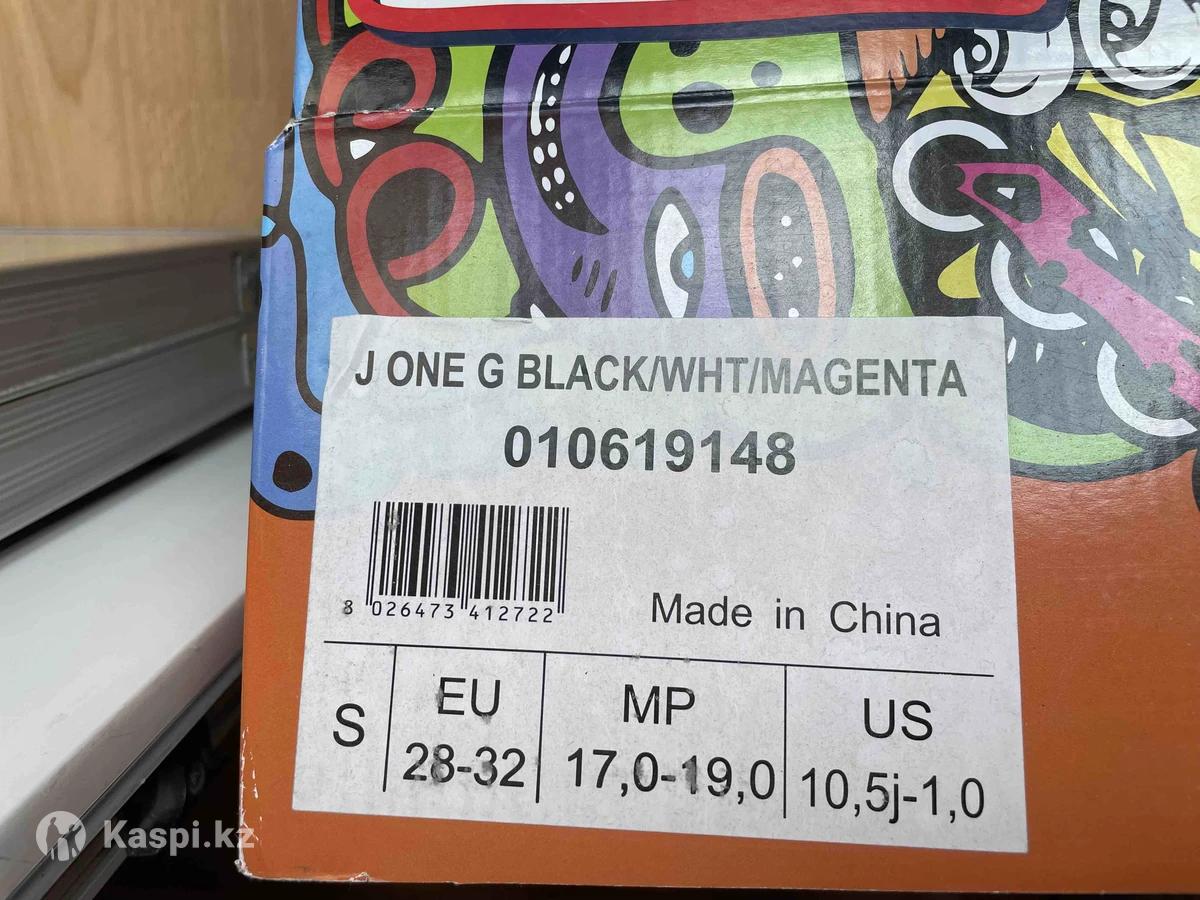 J ONE G BLACK/WHT/MAGENTA
010619148
8 026473 412722
Made in China
S
EU
28-32
MP
17,0-19,0
US
10,5j-1,0
Kaspi.kz